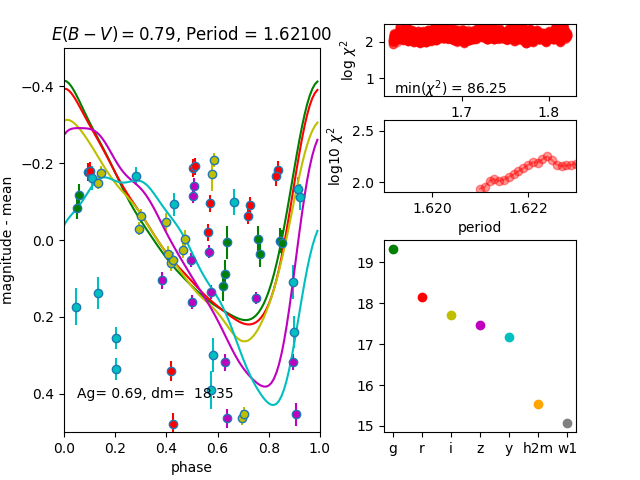 E(B − V) = 0.79, Period = 1.62100
magnitude - mean
−0.4
−0.2
0.0
0.2
0.4
Ag= 0.69, dm= 18.35
0.0 0.2 0.4 0.6 0.8 1.0
phase
log χ²
2
1
min(χ²) = 86.25
1.7 1.8
log10 χ²
2.5
2.0
1.620 1.622
period
19
18
17
16
15
g r i z y h2m w1